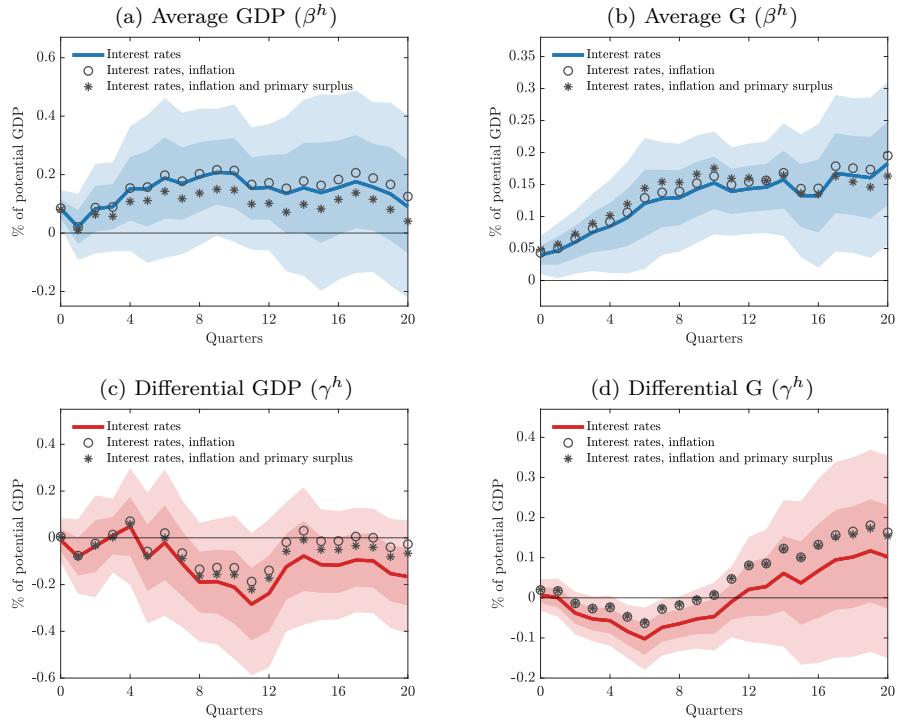 (a) Average GDP (β^h)
Interest rates
Interest rates, inflation
Interest rates, inflation and primary surplus
% of potential GDP
0.6
0.4
0.2
0
-0.2
0 4 8 12 16 20
Quarters
(b) Average G (β^h)
Interest rates
Interest rates, inflation
Interest rates, inflation and primary surplus
% of potential GDP
0.35
0.3
0.25
0.2
0.15
0.1
0.05
0
0 4 8 12 16 20
Quarters
(c) Differential GDP (γ^h)
Interest rates
Interest rates, inflation
Interest rates, inflation and primary surplus
% of potential GDP
0.4
0.2
0
-0.2
-0.4
-0.6
0 4 8 12 16 20
Quarters
(d) Differential G (γ^h)
Interest rates
Interest rates, inflation
Interest rates, inflation and primary surplus
% of potential GDP
0.4
0.3
0.2
0.1
0
-0.1
-0.2
0 4 8 12 16 20
Quarters